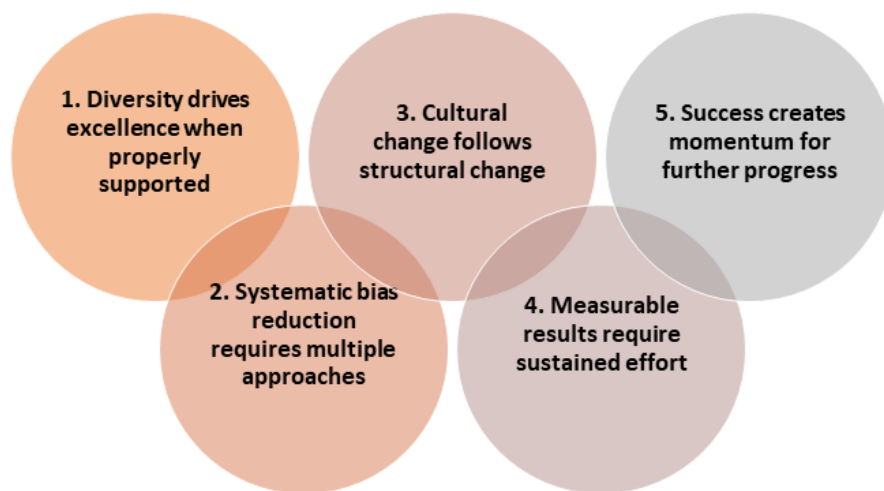 1. Diversity drives
excellence when
properly
supported
2. Systematic bias
reduction
requires multiple
approaches
3. Cultural
change follows
structural change
4. Measurable
results require
sustained effort
5. Success creates
momentum for
further progress